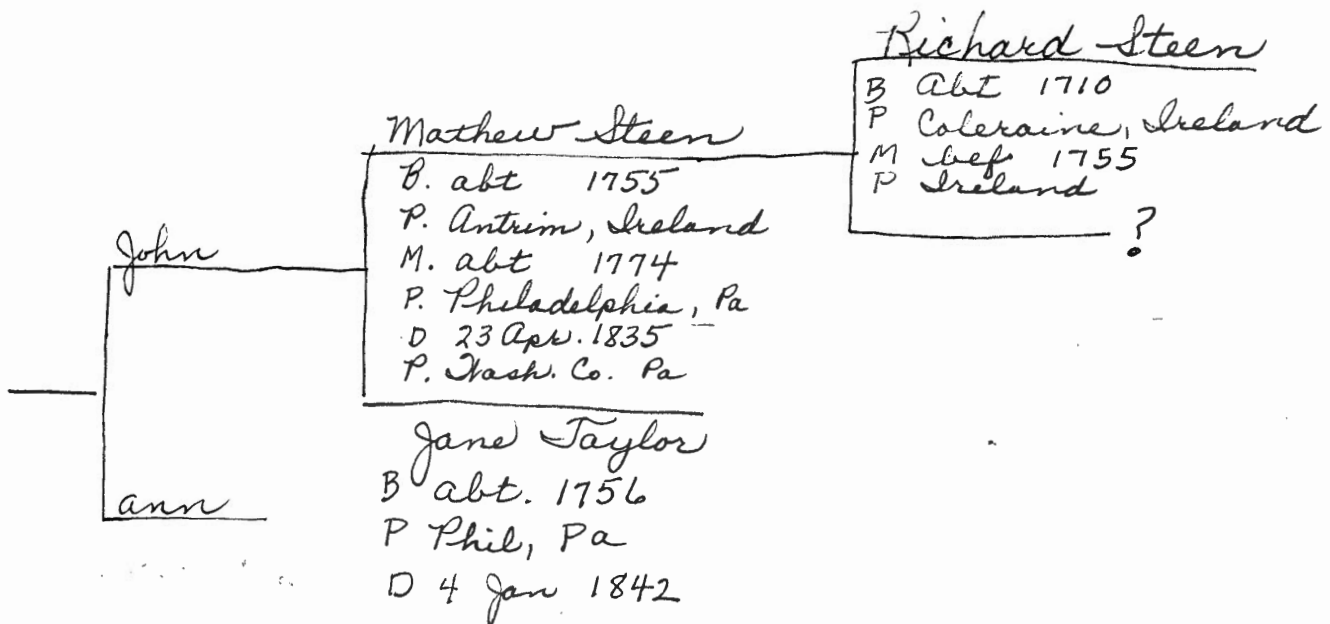 Richard Steen
B Abt 1710
P Coleraine, Ireland
M bef 1755
P Ireland
?
Mathew Steen
B. abt 1755
P. Antrim, Ireland
M. abt 1774
P. Philadelphia, Pa
D 23 Apr. 1835
P. Wash. Co. Pa
John
Jane Taylor
B abt. 1756
P Phil, Pa
D 4 Jan 1842
ann